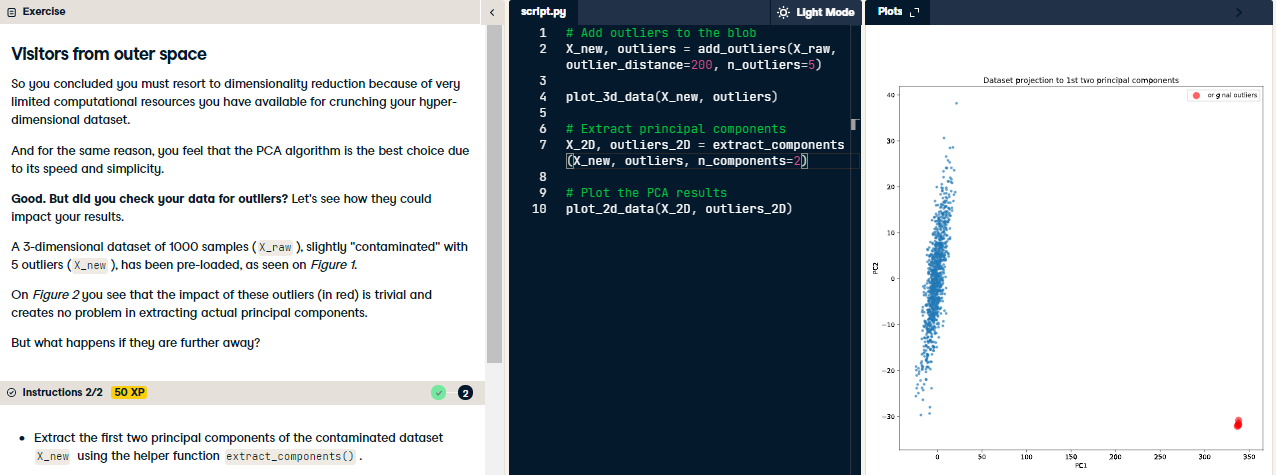 Exercise
Visitors from outer space
So you concluded you must resort to dimensionality reduction because of very
limited computational resources you have available for crunching your hyper-
dimensional dataset.
And for the same reason, you feel that the PCA algorithm is the best choice due
to its speed and simplicity.
Good. But did you check your data for outliers? Let's see how they could
impact your results.
A 3-dimensional dataset of 1000 samples ( X_raw ), slightly "contaminated" with
5 outliers ( X_new ), has been pre-loaded, as seen on Figure 1.
On Figure 2 you see that the impact of these outliers (in red) is trivial and
creates no problem in extracting actual principal components.
But what happens if they are further away?
Instructions 2/2 50 XP 2
• Extract the first two principal components of the contaminated dataset
X_new using the helper function extract_components() .
script.py Light Mode
1 # Add outliers to the blob
2 X_new, outliers = add_outliers(X_raw,
outlier_distance=200, n_outliers=5)
3
4 plot_3d_data(X_new, outliers)
5
6 # Extract principal components
7 X_2D, outliers_2D = extract_components
(X_new, outliers, n_components=2)
8
9 # Plot the PCA results
10 plot_2d_data(X_2D, outliers_2D)
Plots
Dataset projection to 1st two principal components
or g nal outliers
40
30
20
10
0
−10
−20
−30
PC2
0 50 100 150 200 250 300 350
PC1